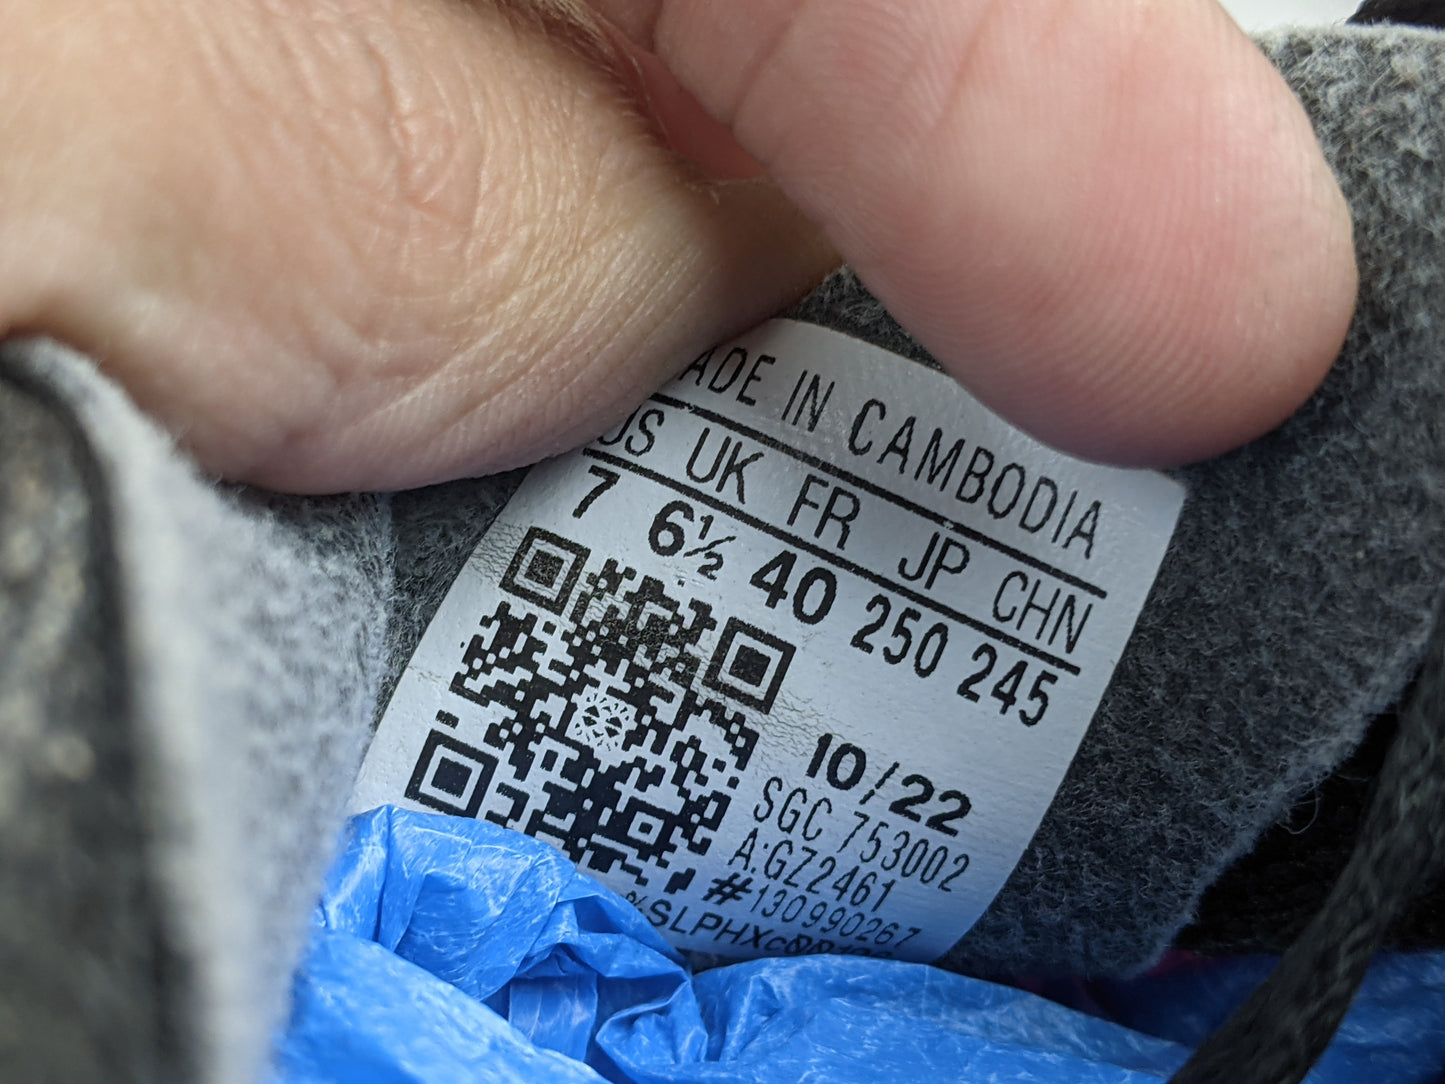 ADE IN CAMBODIA
US UK FR JP CHN
7 6½ 40 250 245
10/22
SGC 753002
A:GZ2461
#130990267